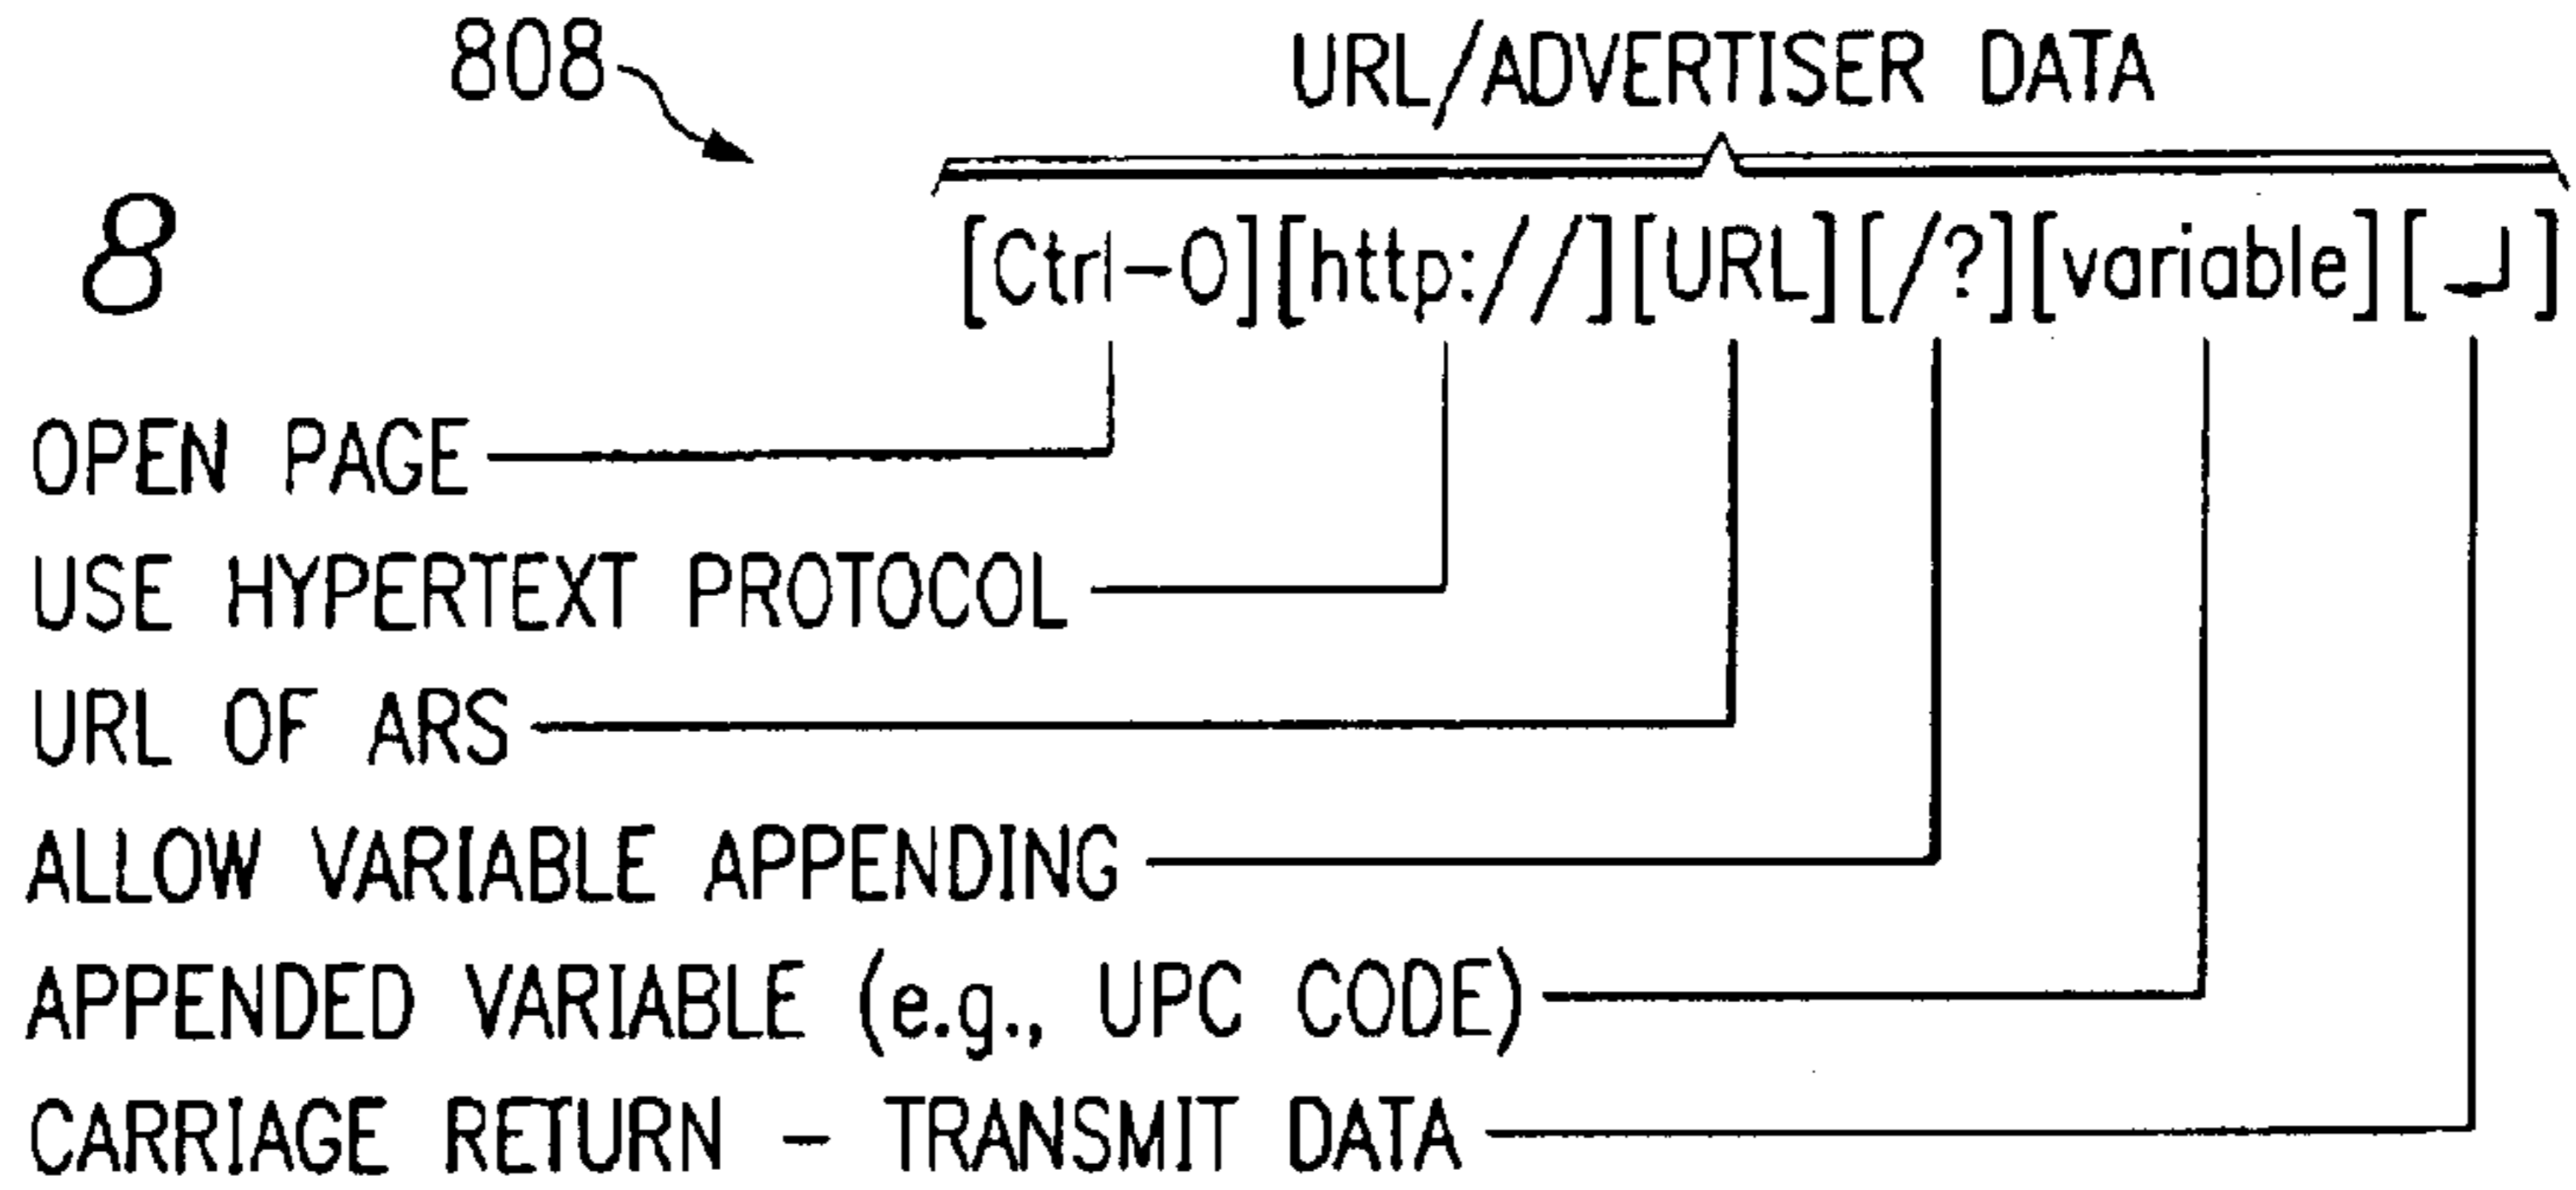 808
URL/ADVERTISER DATA
8
[Ctrl-O][http://][URL][/?][variable][↵]
OPEN PAGE
USE HYPERTEXT PROTOCOL
URL OF ARS
ALLOW VARIABLE APPENDING
APPENDED VARIABLE (e.g., UPC CODE)
CARRIAGE RETURN - TRANSMIT DATA